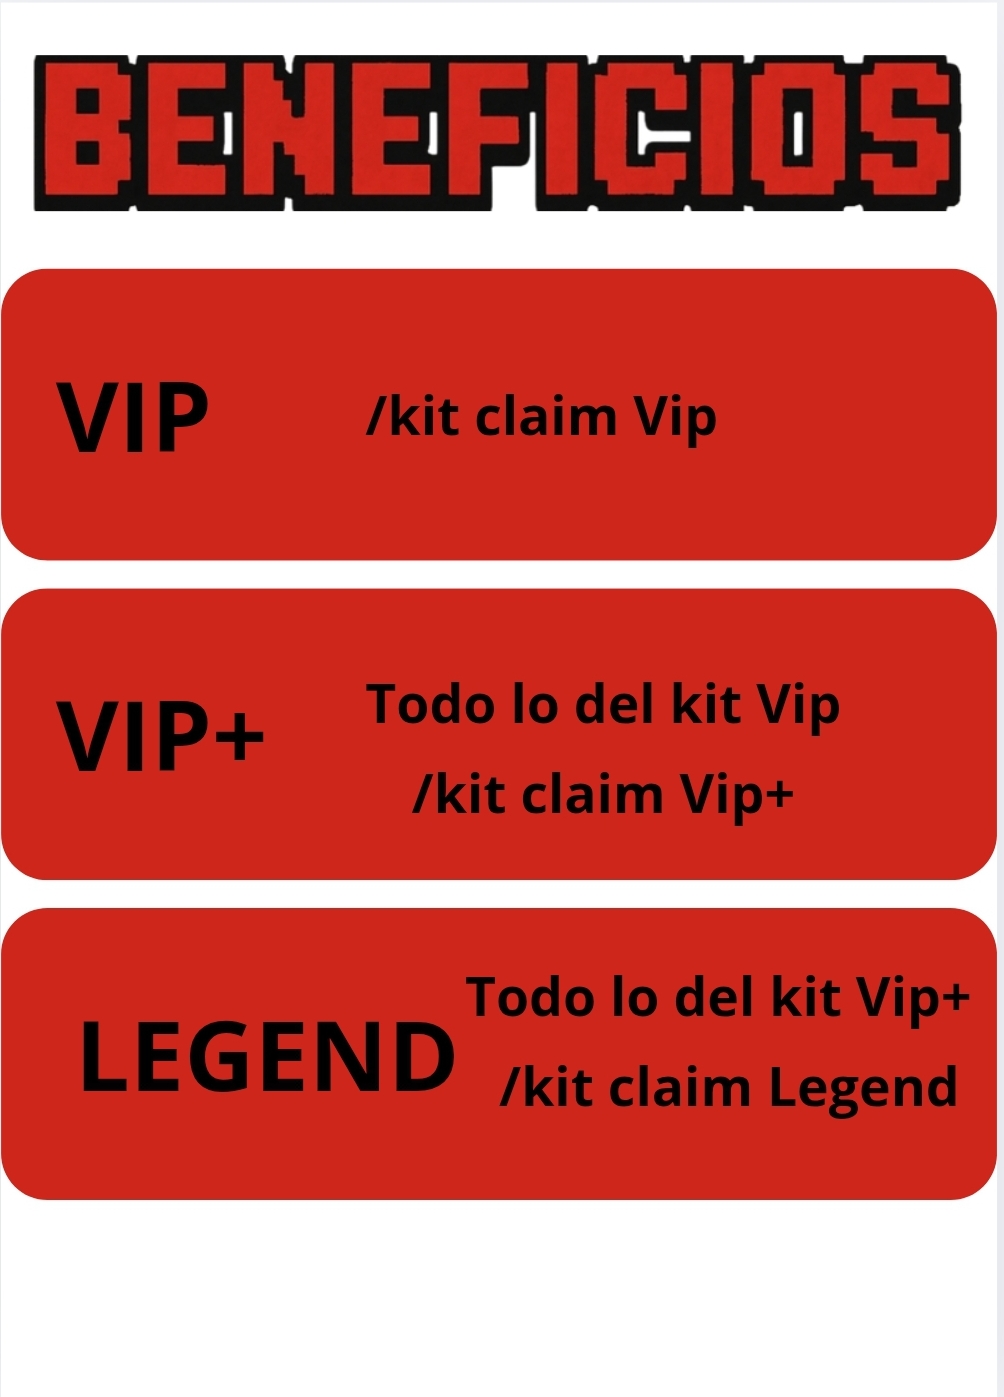 BENEFICIOS
VIP
/kit claim Vip
VIP+
Todo lo del kit Vip
/kit claim Vip+
LEGEND
Todo lo del kit Vip+
/kit claim Legend